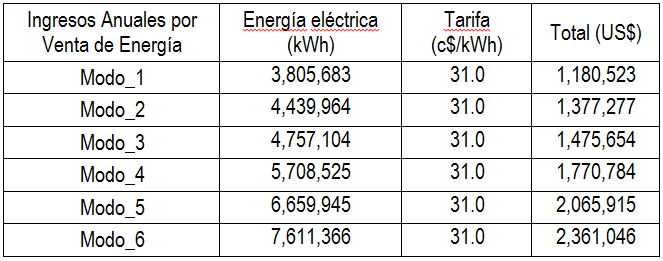 Ingresos Anuales por Venta de Energía	Energía eléctrica (kWh)	Tarifa (c$/kWh)	Total (US$)
Modo_1	3,805,683	31.0	1,180,523
Modo_2	4,439,964	31.0	1,377,277
Modo_3	4,757,104	31.0	1,475,654
Modo_4	5,708,525	31.0	1,770,784
Modo_5	6,659,945	31.0	2,065,915
Modo_6	7,611,366	31.0	2,361,046